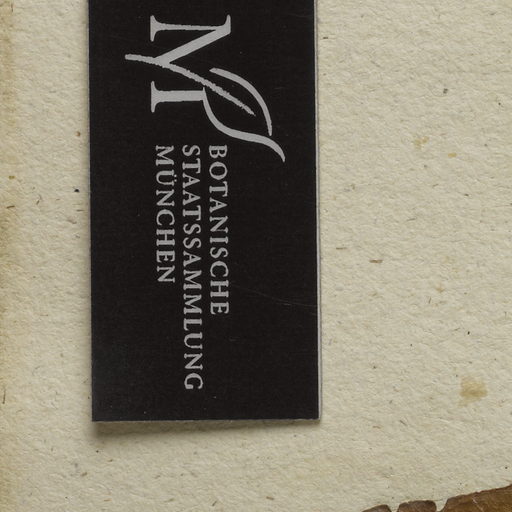 M
BOTANISCHE
STAATSSAMMLUNG
MÜNCHEN